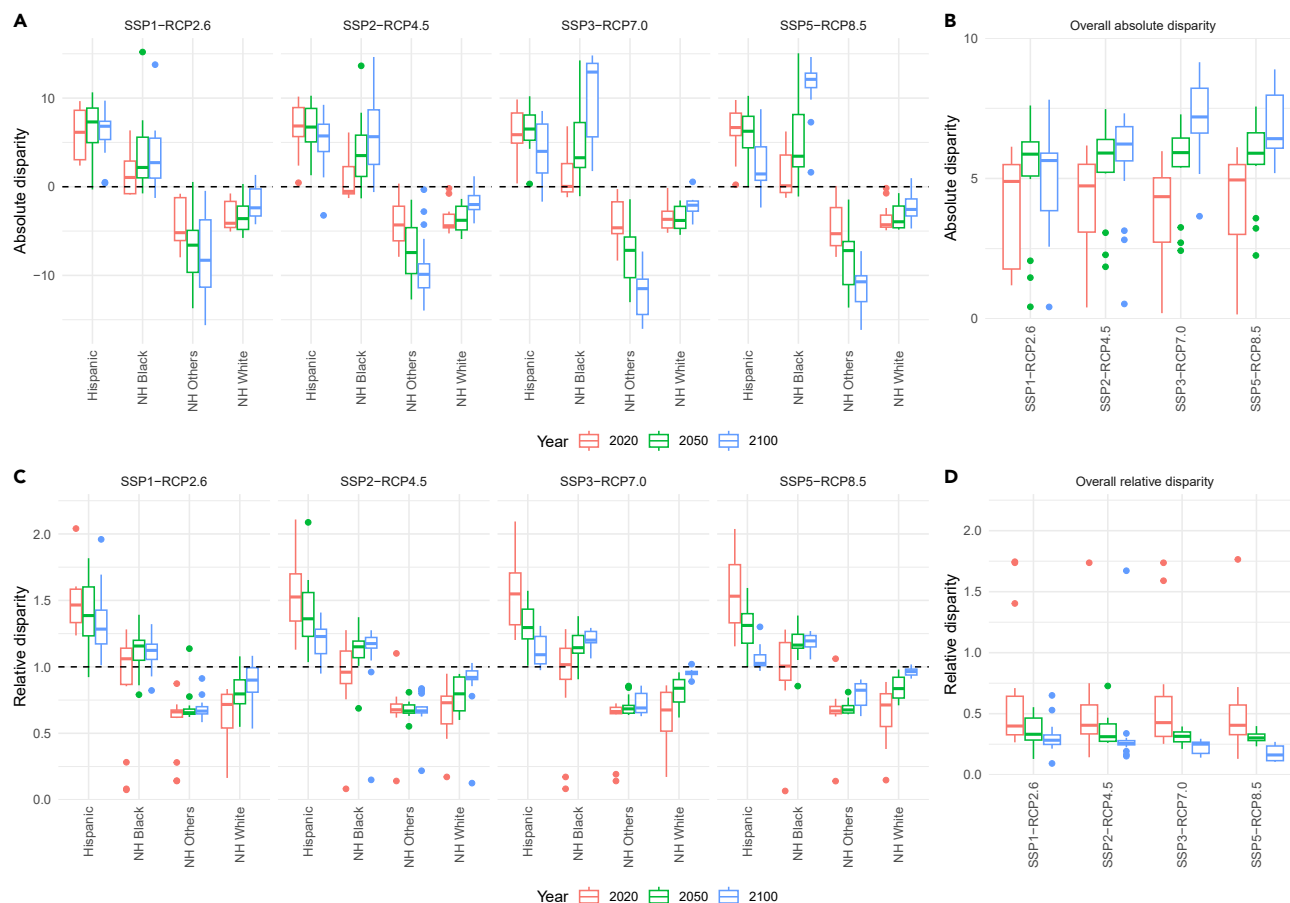 A
SSP1−RCP2.6 SSP2−RCP4.5 SSP3−RCP7.0 SSP5−RCP8.5
Absolute disparity
10
0
−10
Hispanic NH Black NH Others NH White Hispanic NH Black NH Others NH White Hispanic NH Black NH Others NH White Hispanic NH Black NH Others NH White
Year 2020 2050 2100
B
Overall absolute disparity
Absolute disparity
10
5
0
SSP1−RCP2.6 SSP2−RCP4.5 SSP3−RCP7.0 SSP5−RCP8.5
C
SSP1−RCP2.6 SSP2−RCP4.5 SSP3−RCP7.0 SSP5−RCP8.5
Relative disparity
2.0
1.5
1.0
0.5
0.0
Hispanic NH Black NH Others NH White Hispanic NH Black NH Others NH White Hispanic NH Black NH Others NH White Hispanic NH Black NH Others NH White
Year 2020 2050 2100
D
Overall relative disparity
Relative disparity
2.0
1.5
1.0
0.5
0.0
SSP1−RCP2.6 SSP2−RCP4.5 SSP3−RCP7.0 SSP5−RCP8.5